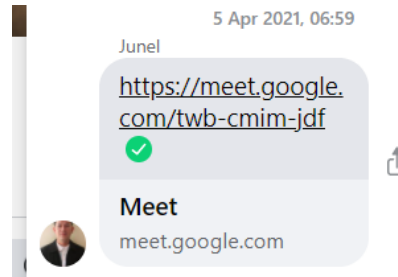 5 Apr 2021, 06:59
Junel
https://meet.google.
com/twb-cmim-jdf
Meet
meet.google.com